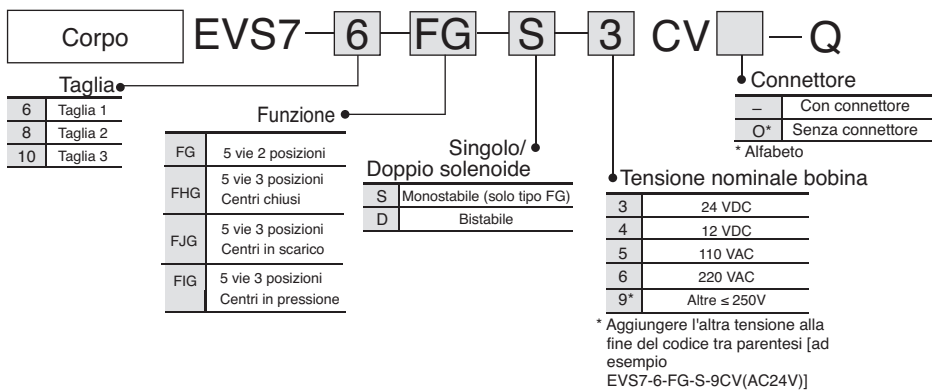 Corpo
EVS7—6—FG—S—3 CV—Q
Taglia
6 Taglia 1
8 Taglia 2
10 Taglia 3
Funzione
FG 5 vie 2 posizioni
FHG 5 vie 3 posizioni
Centri chiusi
FJG 5 vie 3 posizioni
Centri in scarico
FIG 5 vie 3 posizioni
Centri in pressione
Singolo/
Doppio solenoide
S Monostabile (solo tipo FG)
D Bistabile
Connettore
– Con connettore
O* Senza connettore
* Alfabeto
Tensione nominale bobina
3 24 VDC
4 12 VDC
5 110 VAC
6 220 VAC
9* Altre ≤ 250V
* Aggiungere l'altra tensione alla
fine del codice tra parentesi [ad
esempio
EVS7-6-FG-S-9CV(AC24V)]